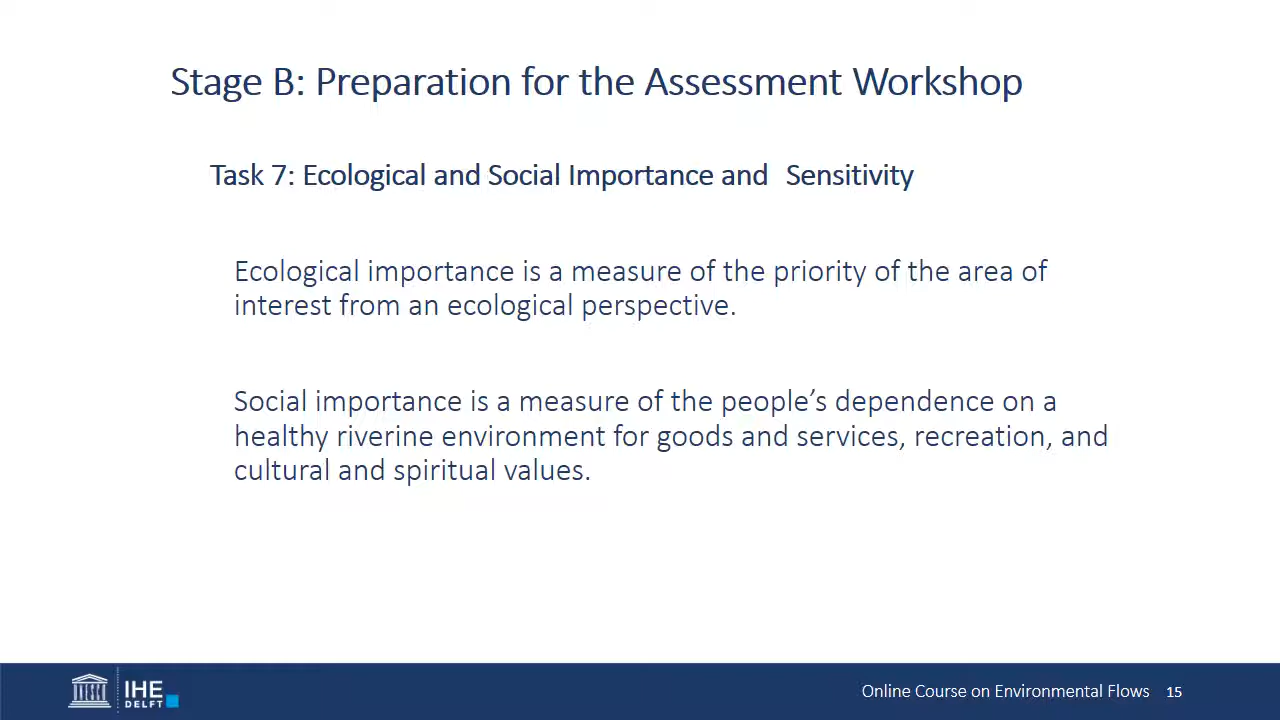 Stage B: Preparation for the Assessment Workshop
Task 7: Ecological and Social Importance and Sensitivity
Ecological importance is a measure of the priority of the area of
interest from an ecological perspective.
Social importance is a measure of the people’s dependence on a
healthy riverine environment for goods and services, recreation, and
cultural and spiritual values.
IHE
DELFT
Online Course on Environmental Flows 15